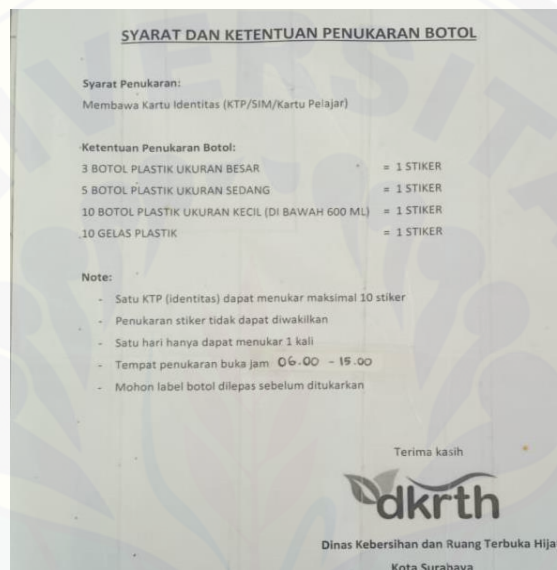 SYARAT DAN KETENTUAN PENUKARAN BOTOL
Syarat Penukaran:
Membawa Kartu Identitas (KTP/SIM/Kartu Pelajar)
Ketentuan Penukaran Botol:
3 BOTOL PLASTIK UKURAN BESAR = 1 STIKER
5 BOTOL PLASTIK UKURAN SEDANG = 1 STIKER
10 BOTOL PLASTIK UKURAN KECIL (DI BAWAH 600 ML) = 1 STIKER
10 GELAS PLASTIK = 1 STIKER
Note:
- Satu KTP (identitas) dapat menukar maksimal 10 stiker
- Penukaran stiker tidak dapat diwakilkan
- Satu hari hanya dapat menukar 1 kali
- Tempat penukaran buka jam 06.00 - 15.00
- Mohon label botol dilepas sebelum ditukarkan
Terima kasih
dkrth
Dinas Kebersihan dan Ruang Terbuka Hija
Kota Surabaya